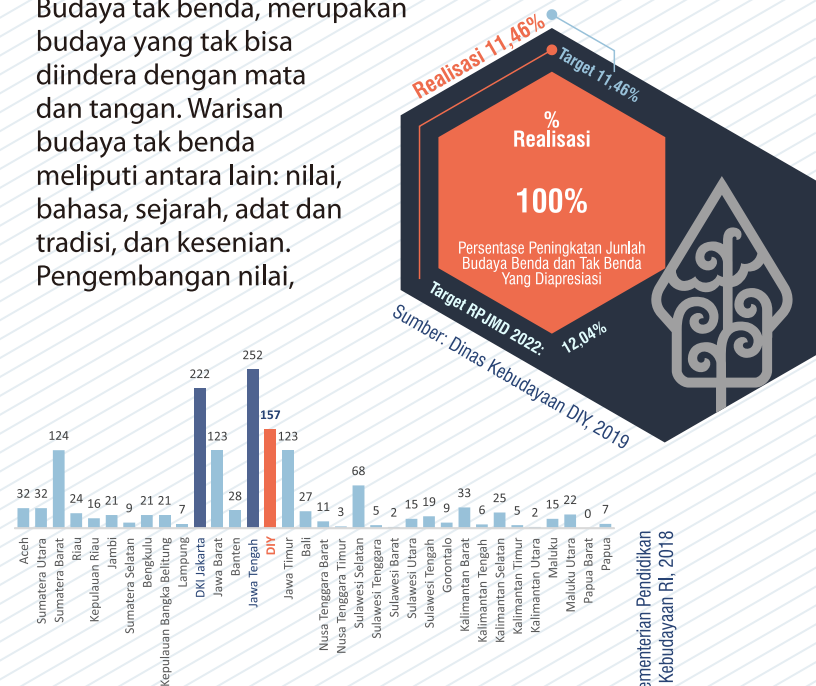 Budaya tak benda, merupakan
budaya yang tak bisa
diindera dengan mata
dan tangan. Warisan
budaya tak benda
meliputi antara lain: nilai,
bahasa, sejarah, adat dan
tradisi, dan kesenian.
Pengembangan nilai,
Realisasi 11,46%
Target 11,46%
%
Realisasi
100%
Persentase Peningkatan Junlah
Budaya Benda dan Tak Benda
Yang Diapresiasi
Target RPJMD 2022: 12,04%
Sumber: Dinas Kebudayaan DIY, 2019
32 32 124 24 16 21 9 21 21 7 222 123 28 252 157 123 27 11 3 68 5 2 15 19 9 33 6 25 5 2 15 22 0 7
Aceh
Sumatera Utara
Sumatera Barat
Riau
Kepulauan Riau
Jambi
Sumatera Selatan
Bengkulu
Kepulauan Bangka Belitung
Lampung
DKI Jakarta
Jawa Barat
Banten
Jawa Tengah
DIY
Jawa Timur
Bali
Nusa Tenggara Barat
Nusa Tenggara Timur
Sulawesi Selatan
Sulawesi Tenggara
Sulawesi Barat
Sulawesi Utara
Sulawesi Tengah
Gorontalo
Kalimantan Barat
Kalimantan Tengah
Kalimantan Selatan
Kalimantan Timur
Kalimantan Utara
Maluku
Maluku Utara
Papua Barat
Papua
ementerian Pendidikan
Kebudayaan RI, 2018